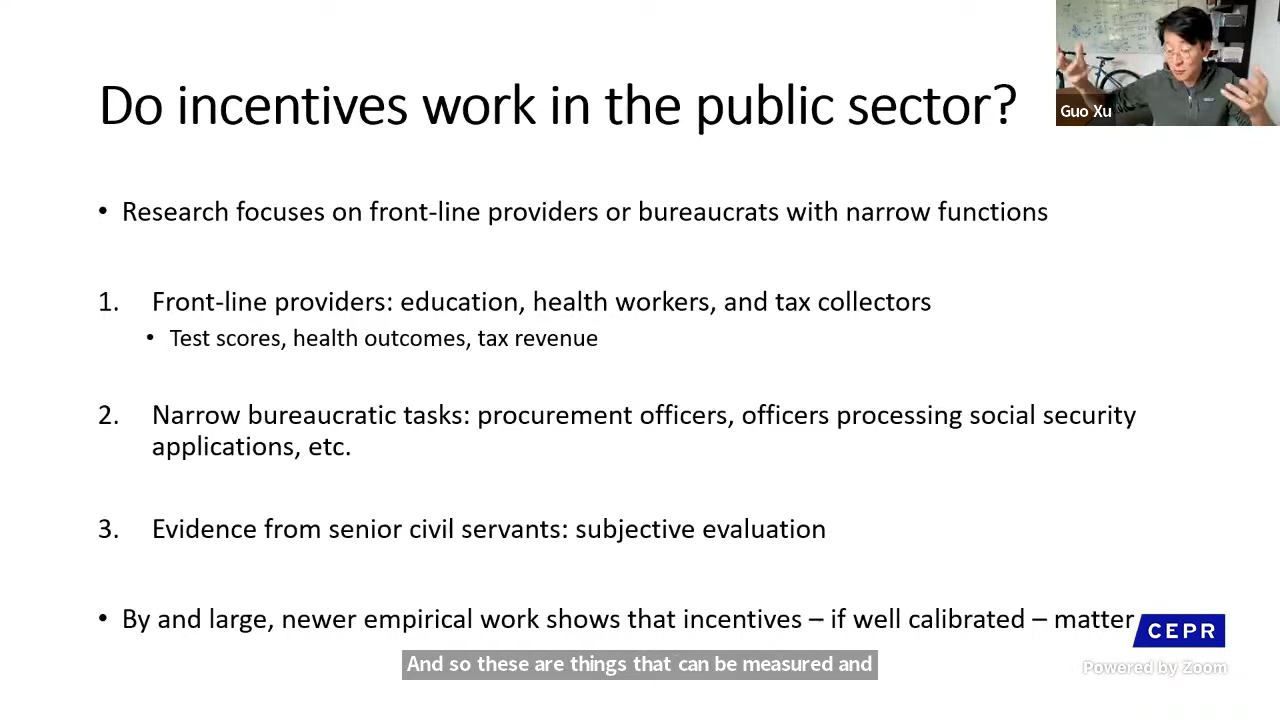 Do incentives work in the public sector?
Guo Xu
• Research focuses on front-line providers or bureaucrats with narrow functions
1. Front-line providers: education, health workers, and tax collectors
• Test scores, health outcomes, tax revenue
2. Narrow bureaucratic tasks: procurement officers, officers processing social security
applications, etc.
3. Evidence from senior civil servants: subjective evaluation
• By and large, newer empirical work shows that incentives – if well calibrated – matter
CEPR
And so these are things that can be measured and
Powered by Zoom